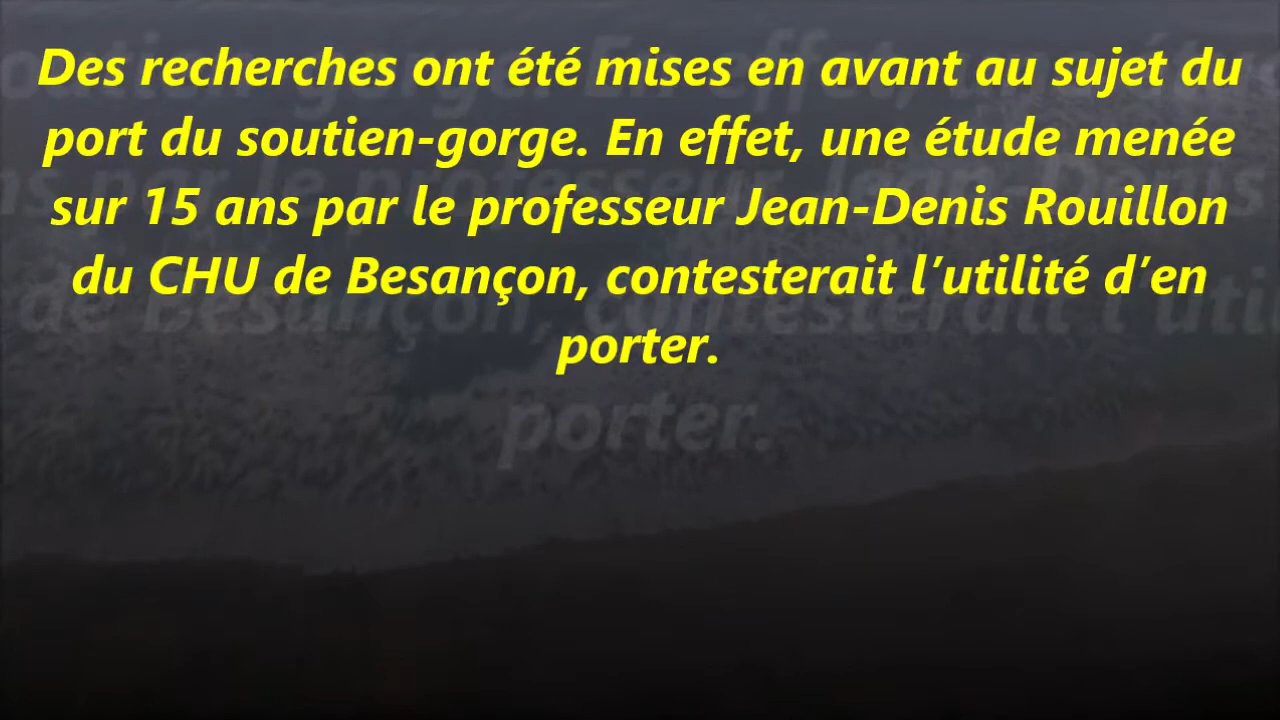 Des recherches ont été mises en avant au sujet du
port du soutien-gorge. En effet, une étude menée
sur 15 ans par le professeur Jean-Denis Rouillon
du CHU de Besançon, contesterait l’utilité d’en
porter.